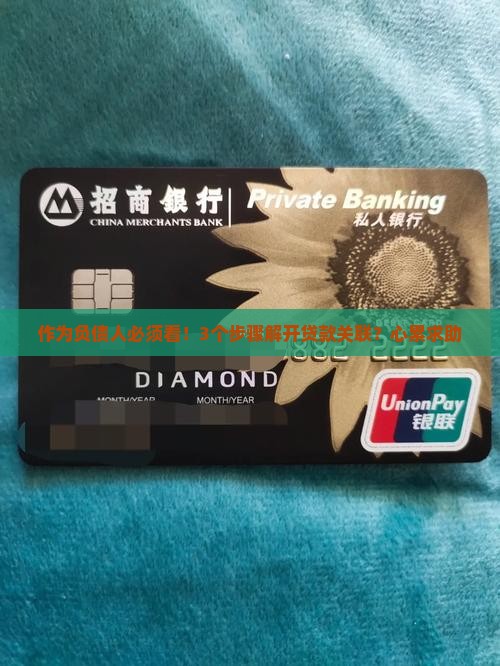 招商银行
CHINA MERCHANTS BANK
Private Banking
私人银行
作为负债人必须看！3个步骤解开贷款关联！心里求助
DIAMOND
MONTH/YEAR MONTH/YEAR
UnionPay
银联